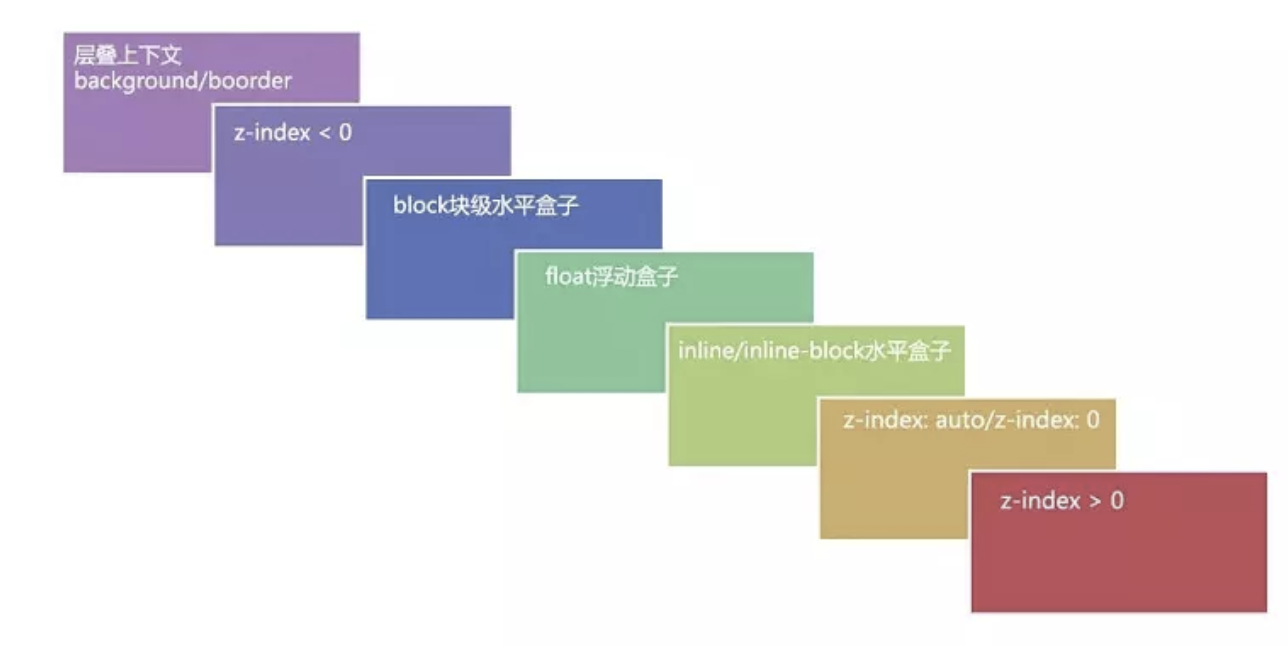 层叠上下文
background/boorder
z-index < 0
block块级水平盒子
float浮动盒子
inline/inline-block水平盒子
z-index: auto/z-index: 0
z-index > 0